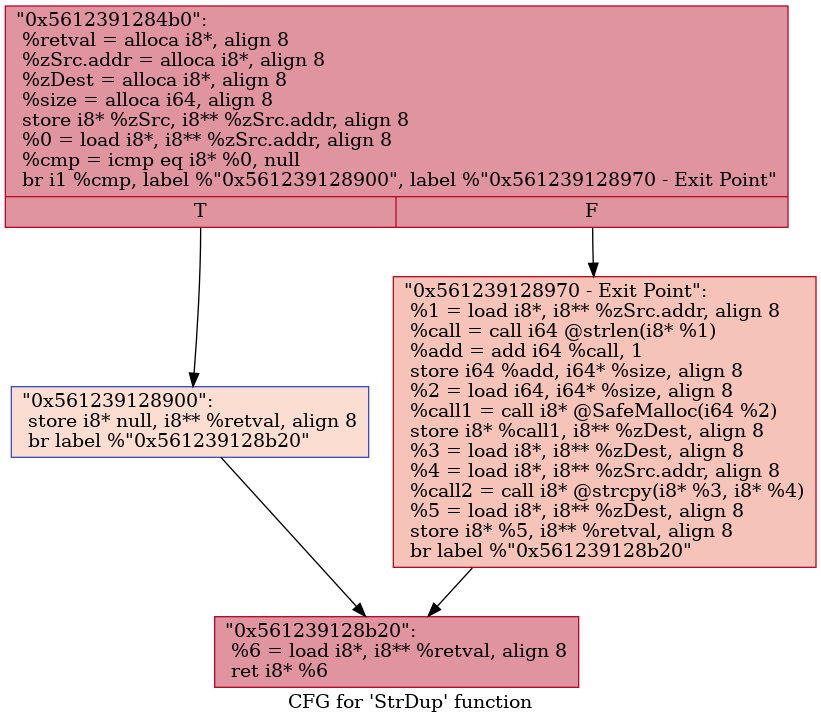 "0x5612391284b0":
%retval = alloca i8*, align 8
%zSrc.addr = alloca i8*, align 8
%zDest = alloca i8*, align 8
%size = alloca i64, align 8
store i8* %zSrc, i8** %zSrc.addr, align 8
%0 = load i8*, i8** %zSrc.addr, align 8
%cmp = icmp eq i8* %0, null
br i1 %cmp, label %"0x561239128900", label %"0x561239128970 - Exit Point"
T
F
"0x561239128970 - Exit Point":
%1 = load i8*, i8** %zSrc.addr, align 8
%call = call i64 @strlen(i8* %1)
%add = add i64 %call, 1
store i64 %add, i64* %size, align 8
%2 = load i64, i64* %size, align 8
%call1 = call i8* @SafeMalloc(i64 %2)
store i8* %call1, i8** %zDest, align 8
%3 = load i8*, i8** %zDest, align 8
%4 = load i8*, i8** %zSrc.addr, align 8
%call2 = call i8* @strcpy(i8* %3, i8* %4)
%5 = load i8*, i8** %zDest, align 8
store i8* %5, i8** %retval, align 8
br label %"0x561239128b20"
"0x561239128900":
store i8* null, i8** %retval, align 8
br label %"0x561239128b20"
"0x561239128b20":
%6 = load i8*, i8** %retval, align 8
ret i8* %6
CFG for 'StrDup' function